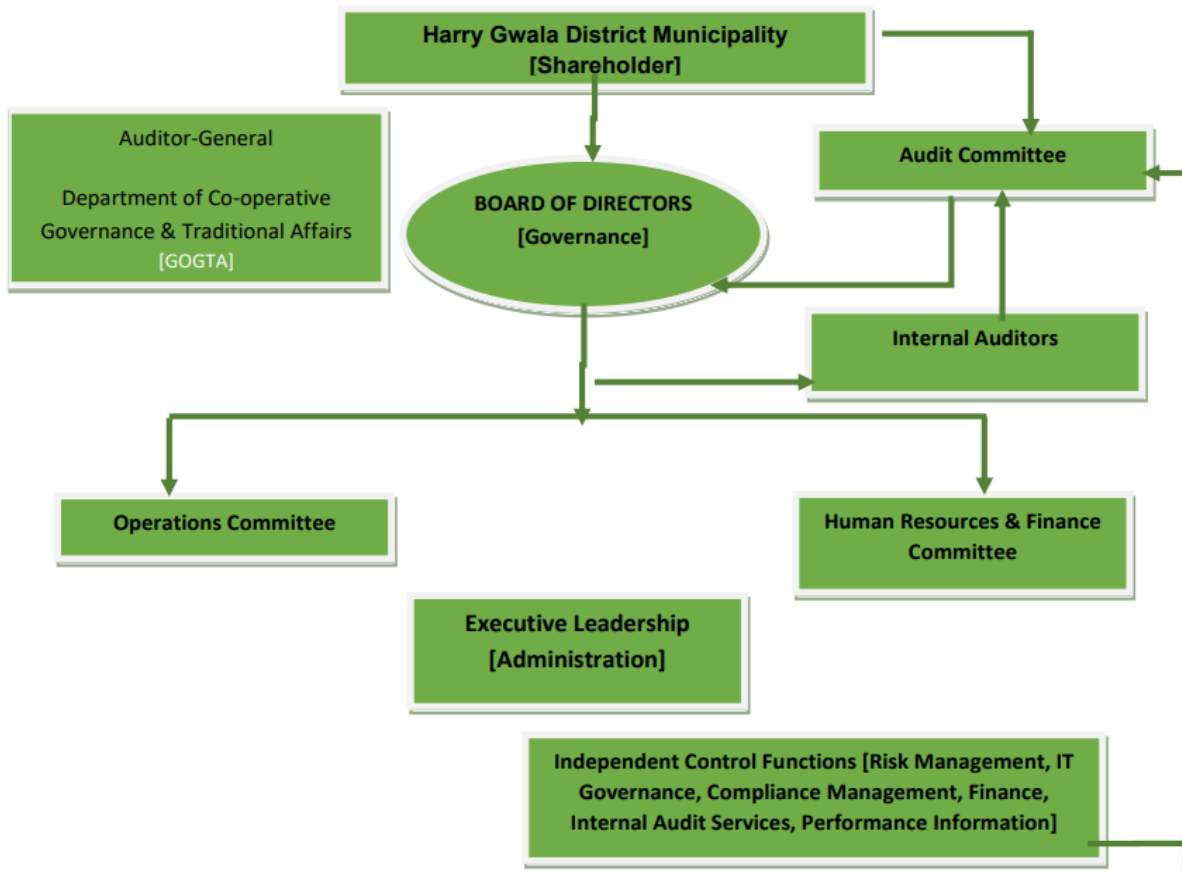 Harry Gwala District Municipality
[Shareholder]
Auditor-General
Department of Co-operative
Governance & Traditional Affairs
[GOGTA]
Audit Committee
BOARD OF DIRECTORS
[Governance]
Internal Auditors
Operations Committee
Human Resources & Finance
Committee
Executive Leadership
[Administration]
Independent Control Functions [Risk Management, IT
Governance, Compliance Management, Finance,
Internal Audit Services, Performance Information]